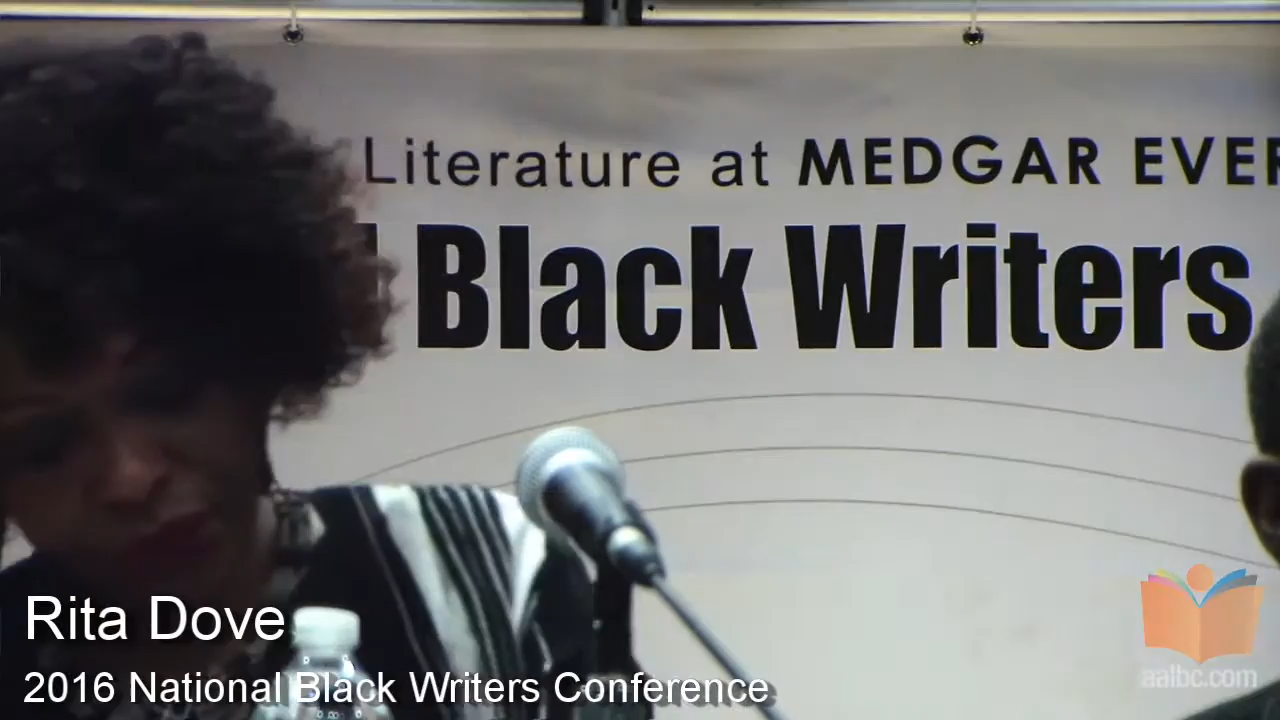 Literature at MEDGAR EVER
Black Writers
Rita Dove
2016 National Black Writers Conference
aalbc.com